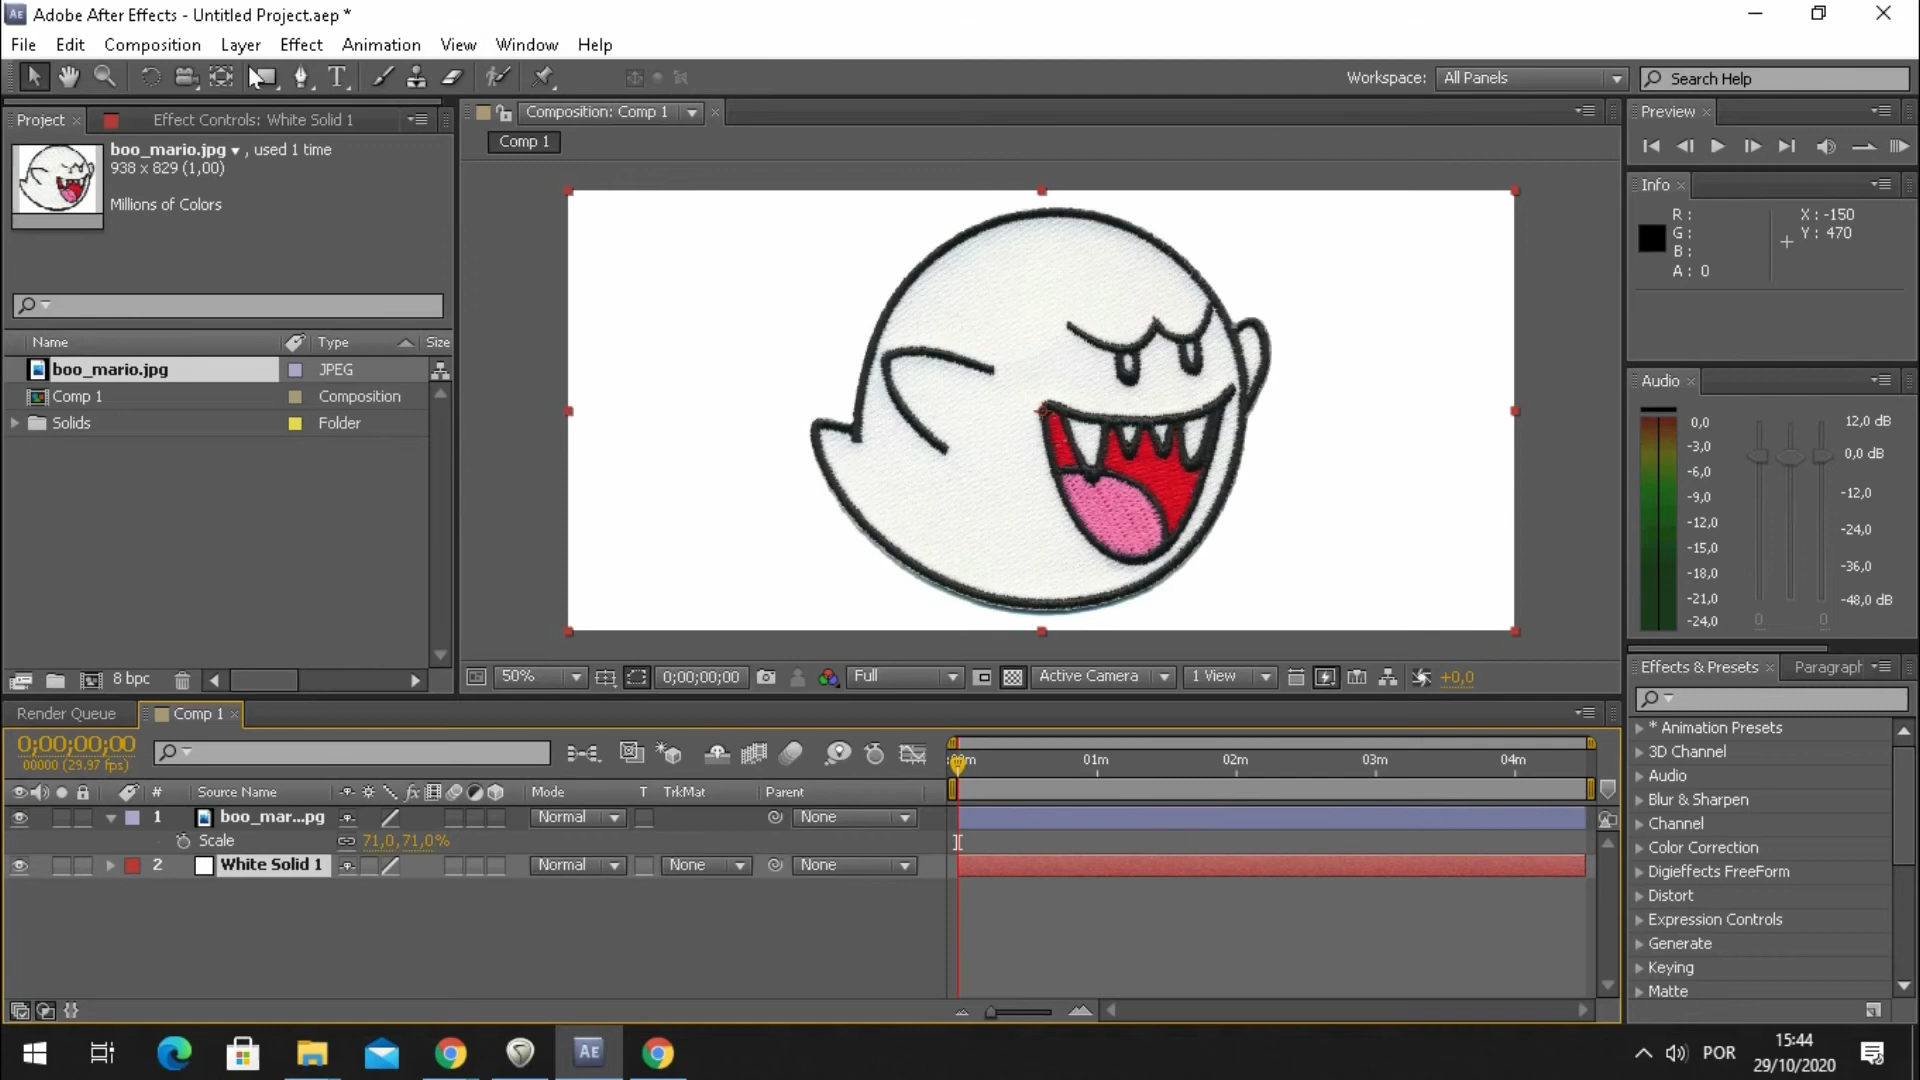 Adobe After Effects - Untitled Project.aep *
File Edit Composition Layer Effect Animation View Window Help
T Workspace: All Panels Search Help
Project Effect Controls: White Solid 1
boo_mario.jpg , used 1 time
938 x 829 (1,00)
Millions of Colors
Name Type Size
boo_mario.jpg JPEG
Comp 1 Composition
Solids Folder
8 bpc
Composition: Comp 1
Comp 1
50% 0;00;00;00 Full Active Camera 1 View +0,0
Preview
Info
R :
G :
B :
A : 0
X : -150
Y : 470
Audio
0,0
-3,0
-6,0
-9,0
-12,0
-15,0
-18,0
-21,0
-24,0
12,0 dB
0,0 dB
-12,0
-24,0
-36,0
-48,0 dB
0 0
Effects & Presets Paragraph
* Animation Presets
3D Channel
Audio
Blur & Sharpen
Channel
Color Correction
Digieffects FreeForm
Distort
Expression Controls
Generate
Keying
Matte
Render Queue Comp 1
0;00;00;00
00000 (29.97 fps)
01m 02m 03m 04m
# Source Name fx Mode T TrkMat Parent
1 boo_mar...pg Normal None
Scale 71,0,71,0%
2 White Solid 1 Normal None None
AE
POR
15:44
29/10/2020